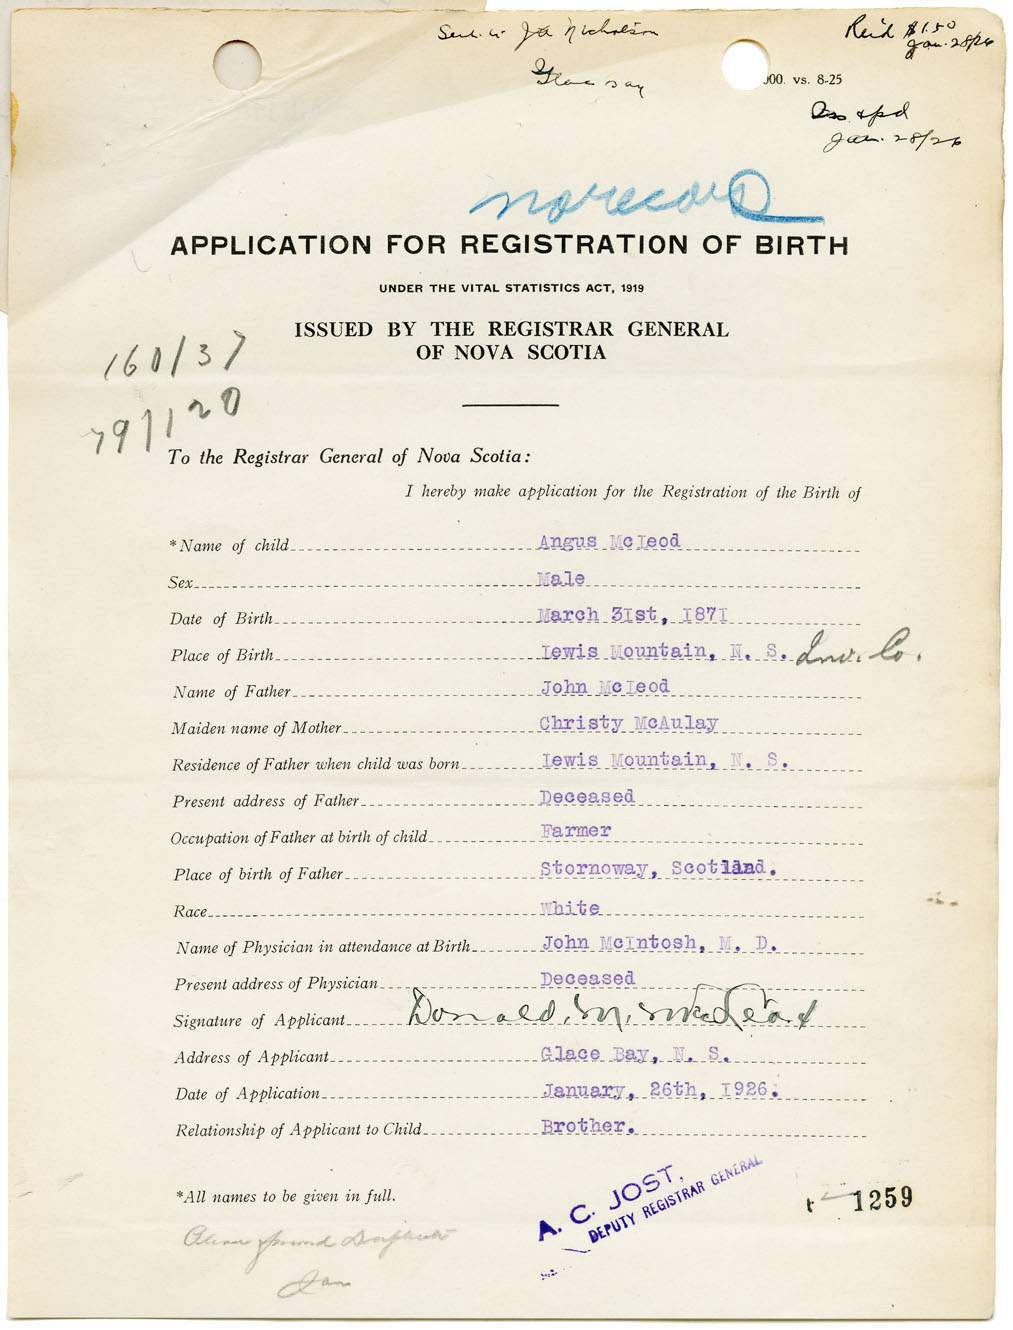 Sent to J A Nicholson
Glace Bay
Rec'd $1.50
Jan. 28/26
000. vs. 8-25
Ans & pd
Jan. 28/26
no record
APPLICATION FOR REGISTRATION OF BIRTH
UNDER THE VITAL STATISTICS ACT, 1919
ISSUED BY THE REGISTRAR GENERAL
OF NOVA SCOTIA
160/37
79/120
To the Registrar General of Nova Scotia:
I hereby make application for the Registration of the Birth of
*Name of child Angus McLeod
Sex Male
Date of Birth March 31st, 1871
Place of Birth Lewis Mountain, N. S. Inv. Co.
Name of Father John McLeod
Maiden name of Mother Christy McAulay
Residence of Father when child was born Lewis Mountain, N. S.
Present address of Father Deceased
Occupation of Father at birth of child Farmer
Place of birth of Father Stornoway, Scotland.
Race White
Name of Physician in attendance at Birth John McIntosh, M. D.
Present address of Physician Deceased
Signature of Applicant Donald. M. McLeod
Address of Applicant Glace Bay, N. S.
Date of Application January, 26th, 1926.
Relationship of Applicant to Child Brother.
*All names to be given in full.
A. C. JOST,
DEPUTY REGISTRAR GENERAL
1259